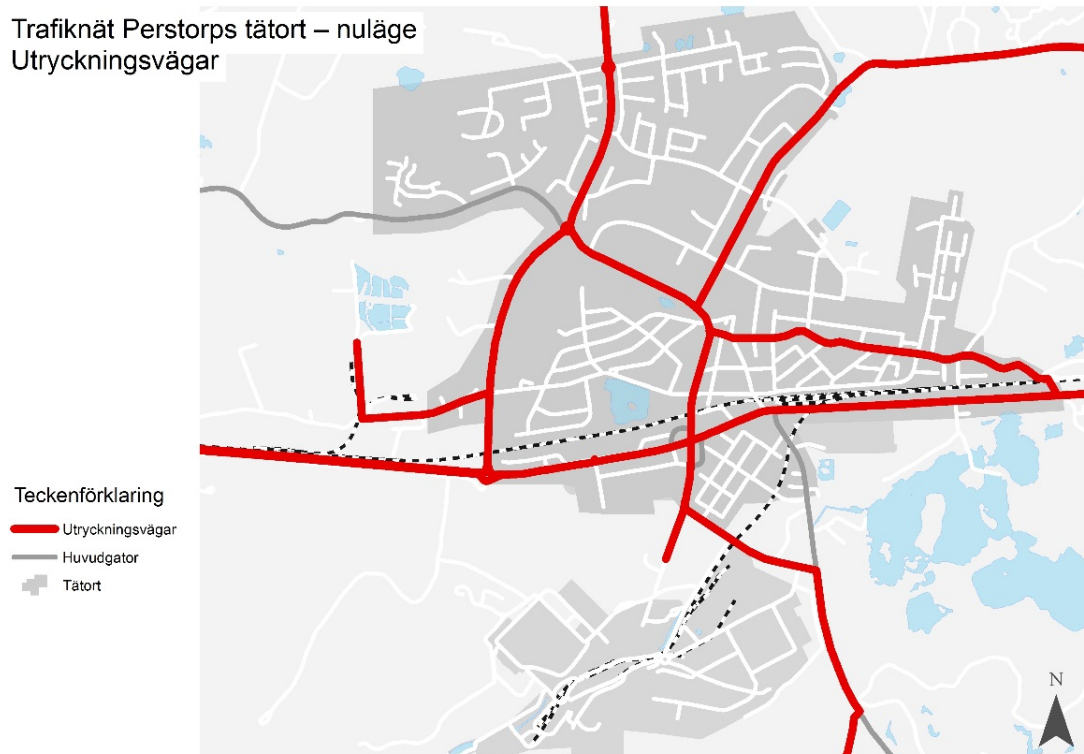 Trafiknät Perstorps tätort – nuläge
Utryckningsvägar
Teckenförklaring
Utryckningsvägar
Huvudgator
Tätort
N